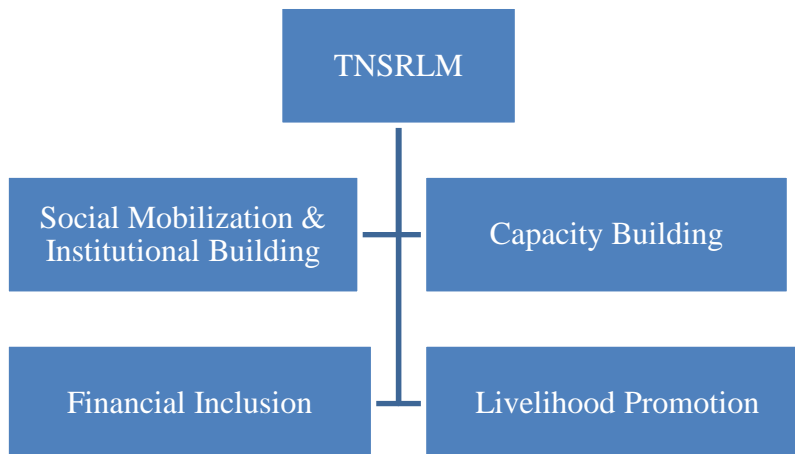 TNSRLM
Social Mobilization &
Institutional Building
Capacity Building
Financial Inclusion
Livelihood Promotion